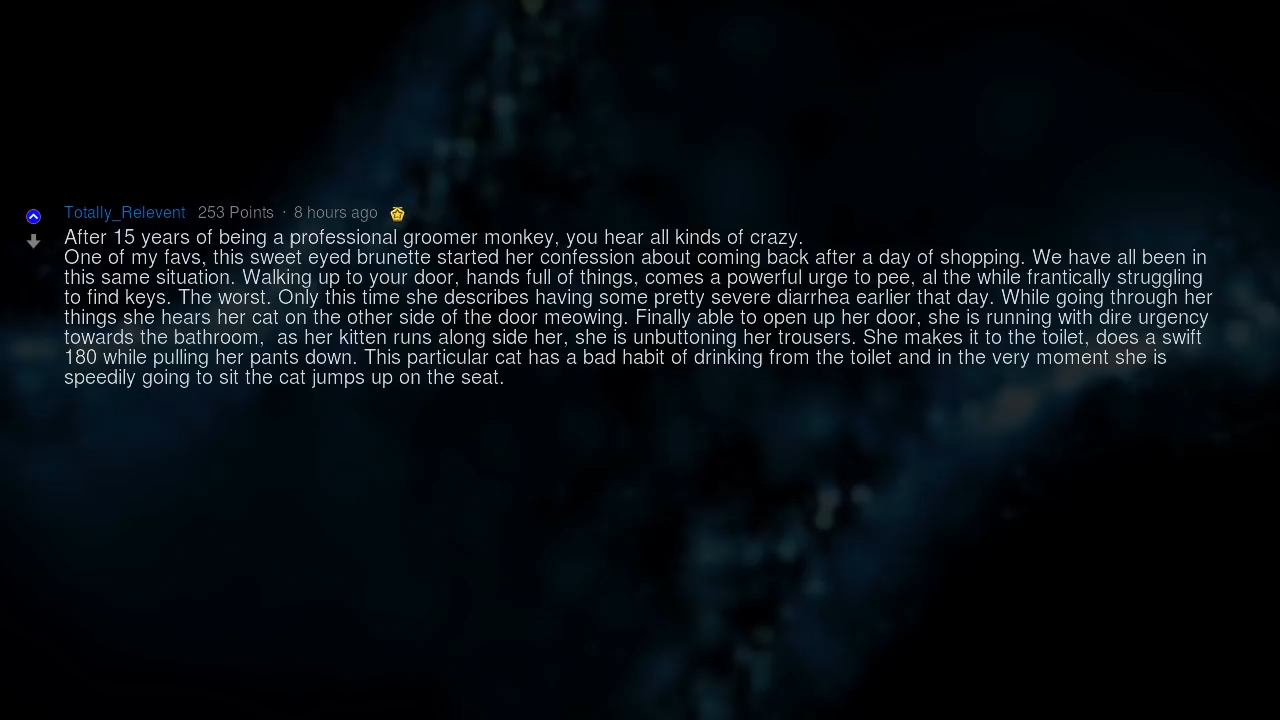 Totally_Relevent 253 Points · 8 hours ago
After 15 years of being a professional groomer monkey, you hear all kinds of crazy.
One of my favs, this sweet eyed brunette started her confession about coming back after a day of shopping. We have all been in
this same situation. Walking up to your door, hands full of things, comes a powerful urge to pee, al the while frantically struggling
to find keys. The worst. Only this time she describes having some pretty severe diarrhea earlier that day. While going through her
things she hears her cat on the other side of the door meowing. Finally able to open up her door, she is running with dire urgency
towards the bathroom,  as her kitten runs along side her, she is unbuttoning her trousers. She makes it to the toilet, does a swift
180 while pulling her pants down. This particular cat has a bad habit of drinking from the toilet and in the very moment she is
speedily going to sit the cat jumps up on the seat.